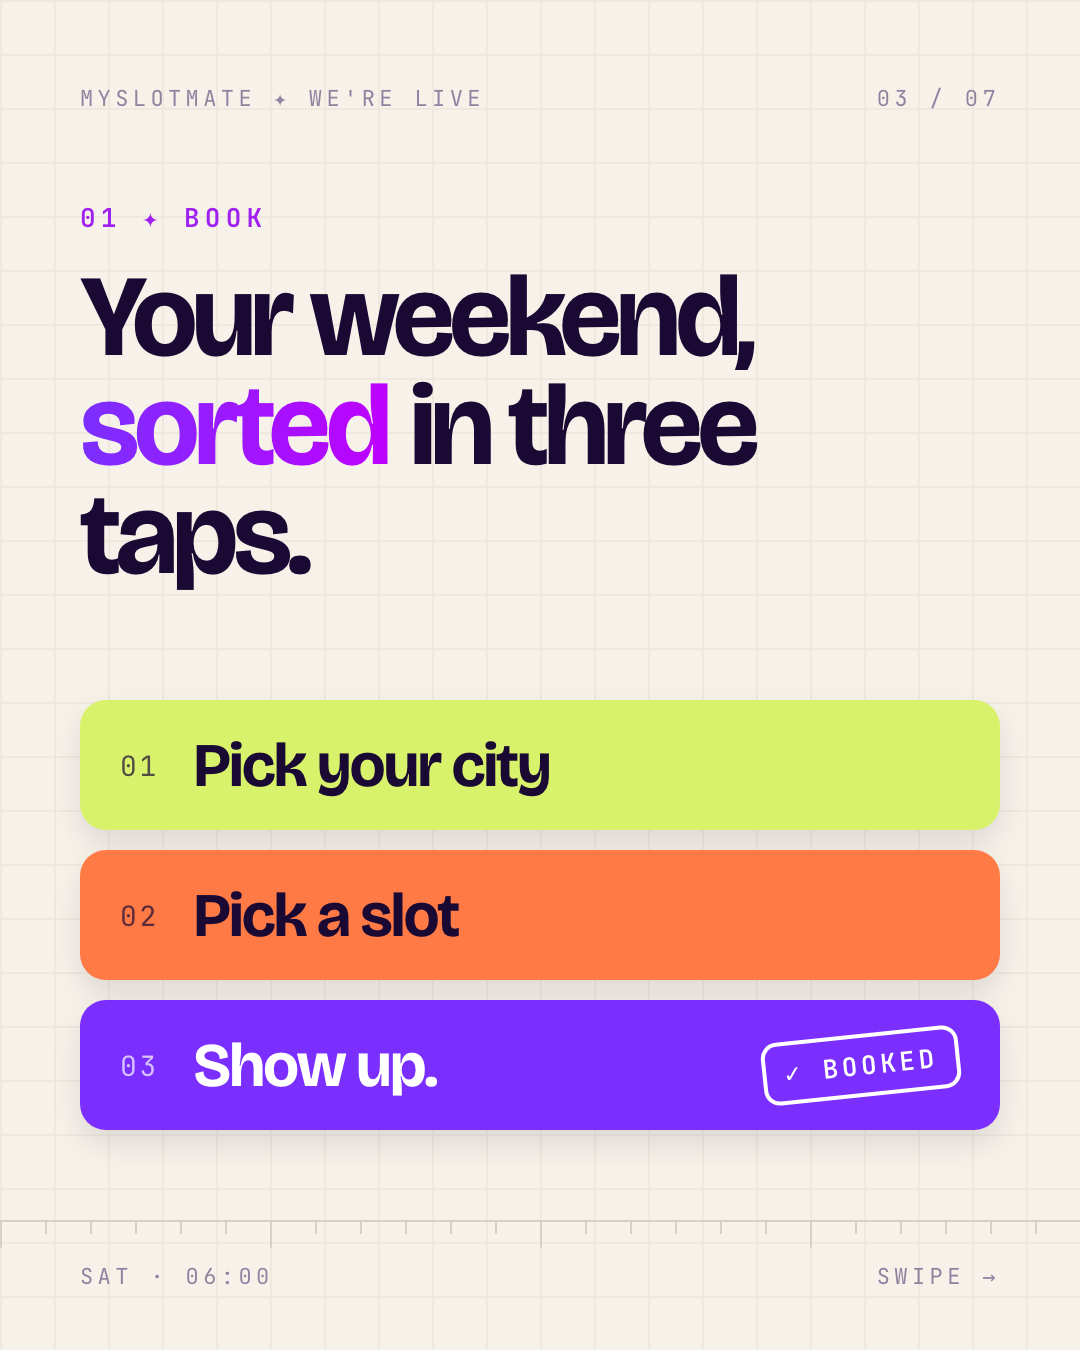 MYSLOTMATE ✦ WE'RE LIVE
03 / 07
01 ✦ BOOK
Your weekend,
sorted in three
taps.
01 Pick your city
02 Pick a slot
03 Show up.
✓ BOOKED
SAT · 06:00
SWIPE →